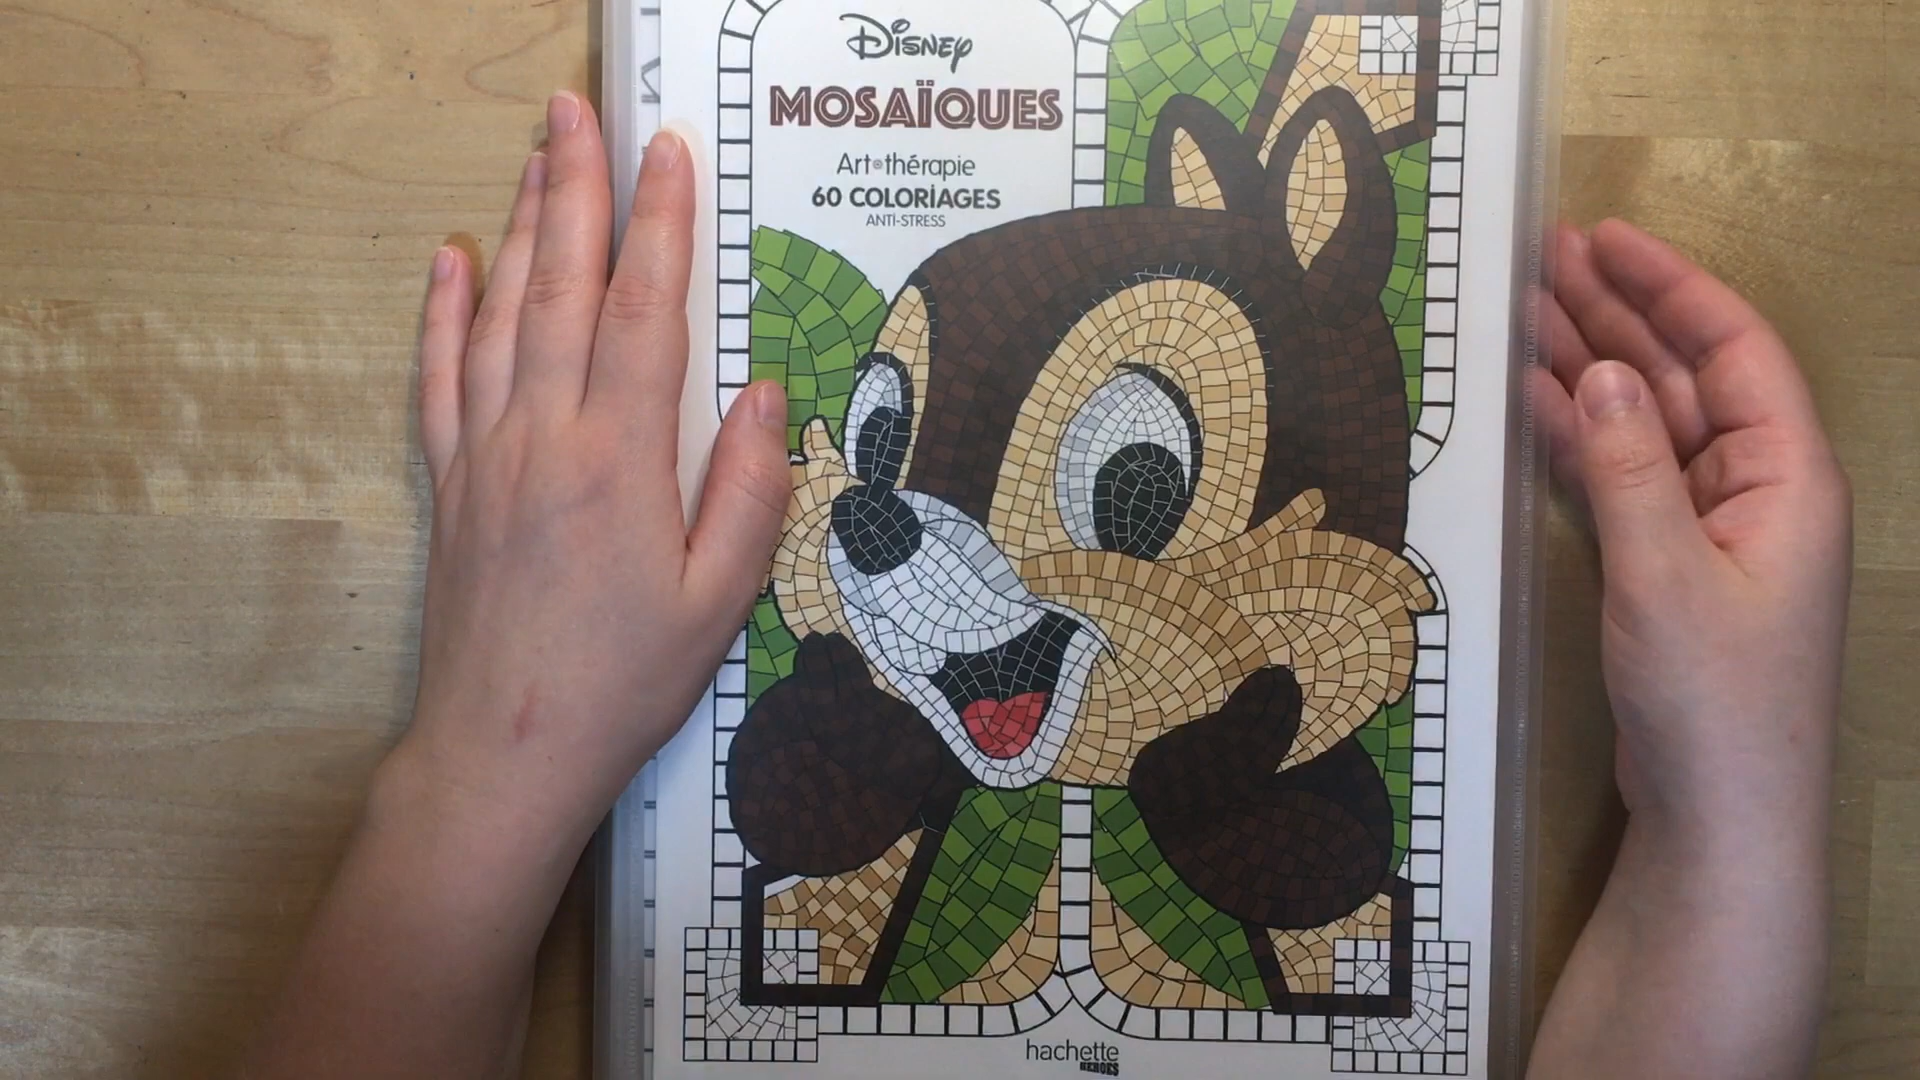 Disney
MOSAÏQUES
Art•thérapie
60 COLORIAGES
ANTI-STRESS
hachette
HEROES